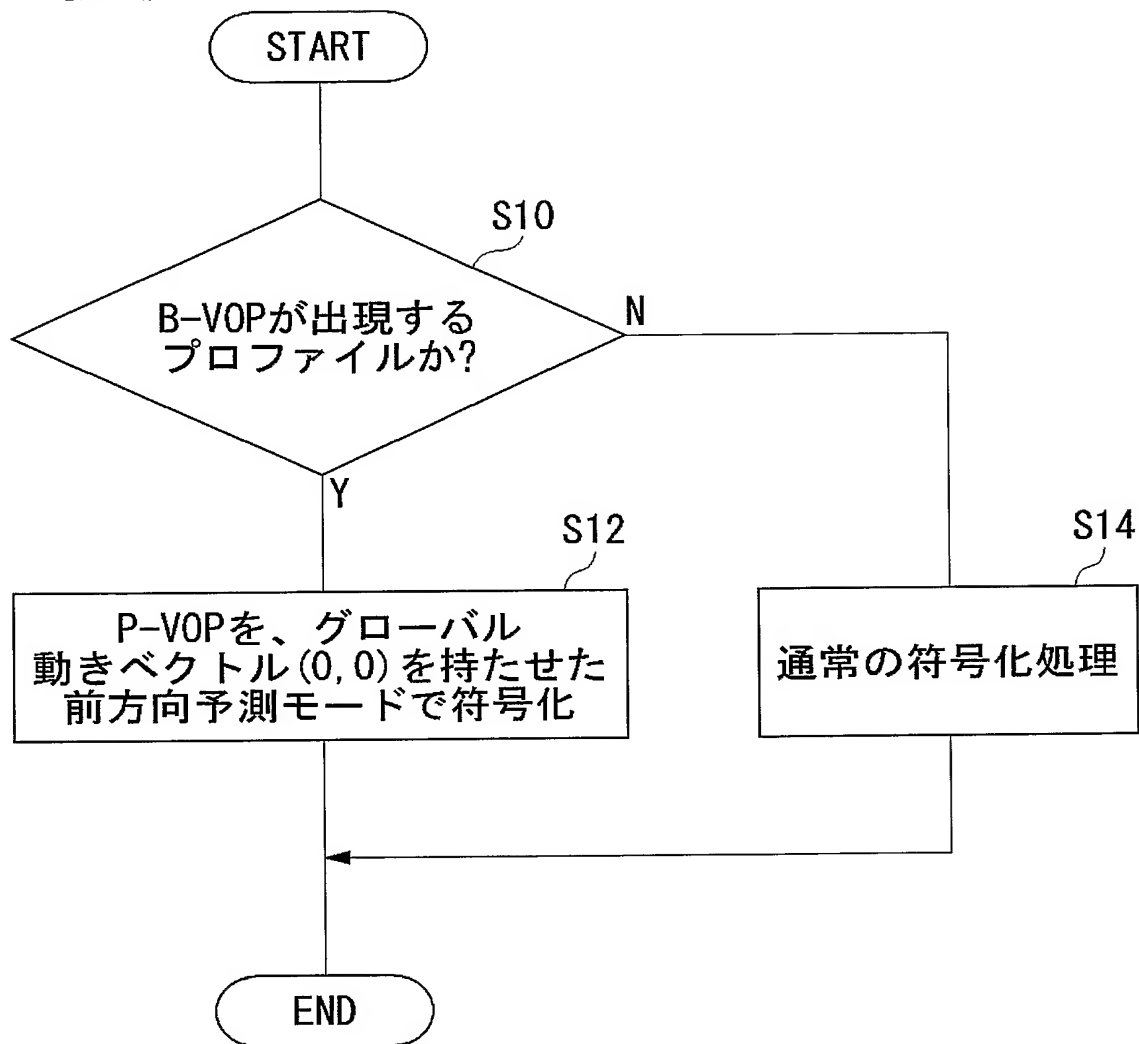 START
S10
B-VOPが出現する
プロファイルか?
N
Y
S12
S14
P-VOPを、グローバル
動きベクトル(0,0)を持たせた
前方向予測モードで符号化
通常の符号化処理
END